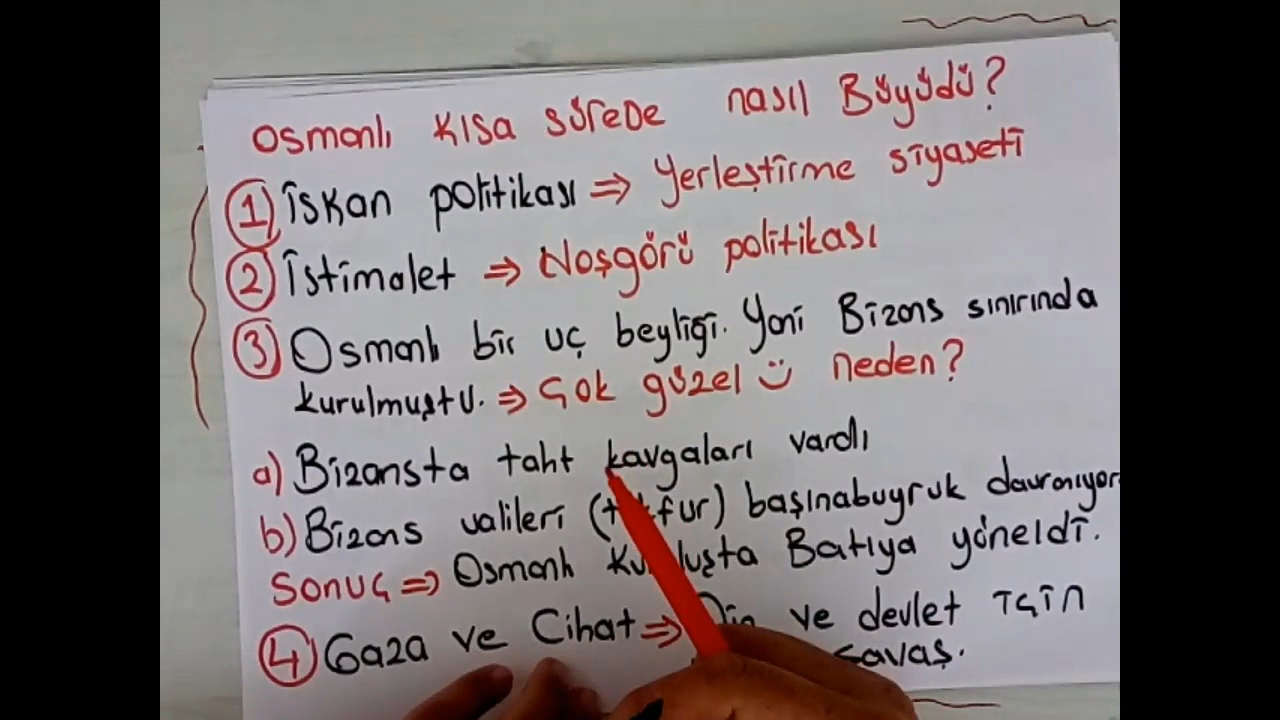 Osmanlı kısa sürede nasıl Büyüdü?
1) İskan politikası ⇒ Yerleştirme siyaseti
2) İstimalet ⇒ Hoşgörü politikası
3) Osmanlı bir uç beyliği. Yani Bizans sınırında
kurulmuştu. ⇒ Çok güzel :) neden?
a) Bizansta taht kavgaları vardı
b) Bizans valileri başınabuyruk davranıyor
Sonuç ⇒ Osmanlı Batıya yöneldi.
4) Gaza ve Cihat ⇒ ve devlet için
savaş.